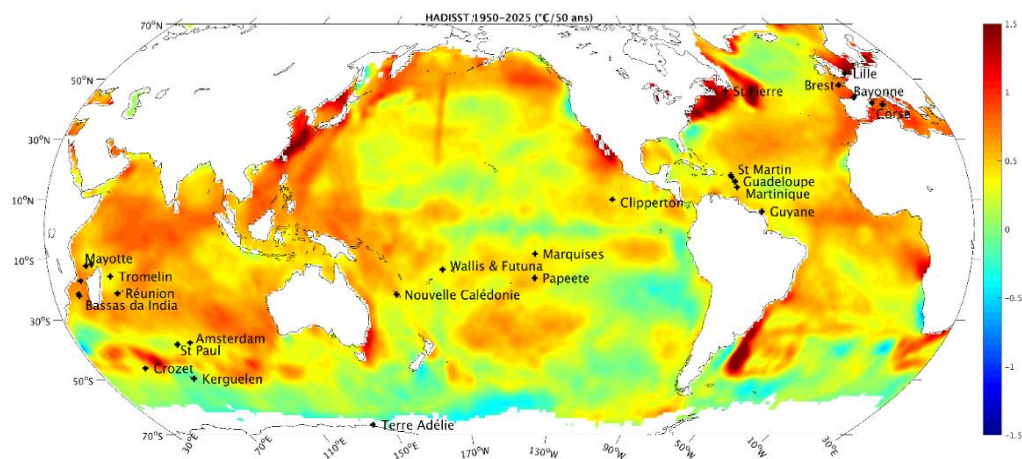 HADISST 1950-2025 (°C/50 ans)
70°N
1.5
50°N
Lille
Brest
Bayonne
St Pierre
Corse
1
30°N
St Martin
Guadeloupe
Martinique
0.5
10°N
Clipperton
Guyane
10°S
Mayotte
Marquises
Wallis & Futuna
Tromelin
Papeete
0
Réunion
Nouvelle Calédonie
Bassas da India
30°S
-0.5
Amsterdam
St Paul
Crozet
Kerguelen
50°S
-1
Terre Adélie
70°S
-1.5
30°E
70°E
110°E
150°E
170°W
130°W
90°W
50°W
10°W
30°E